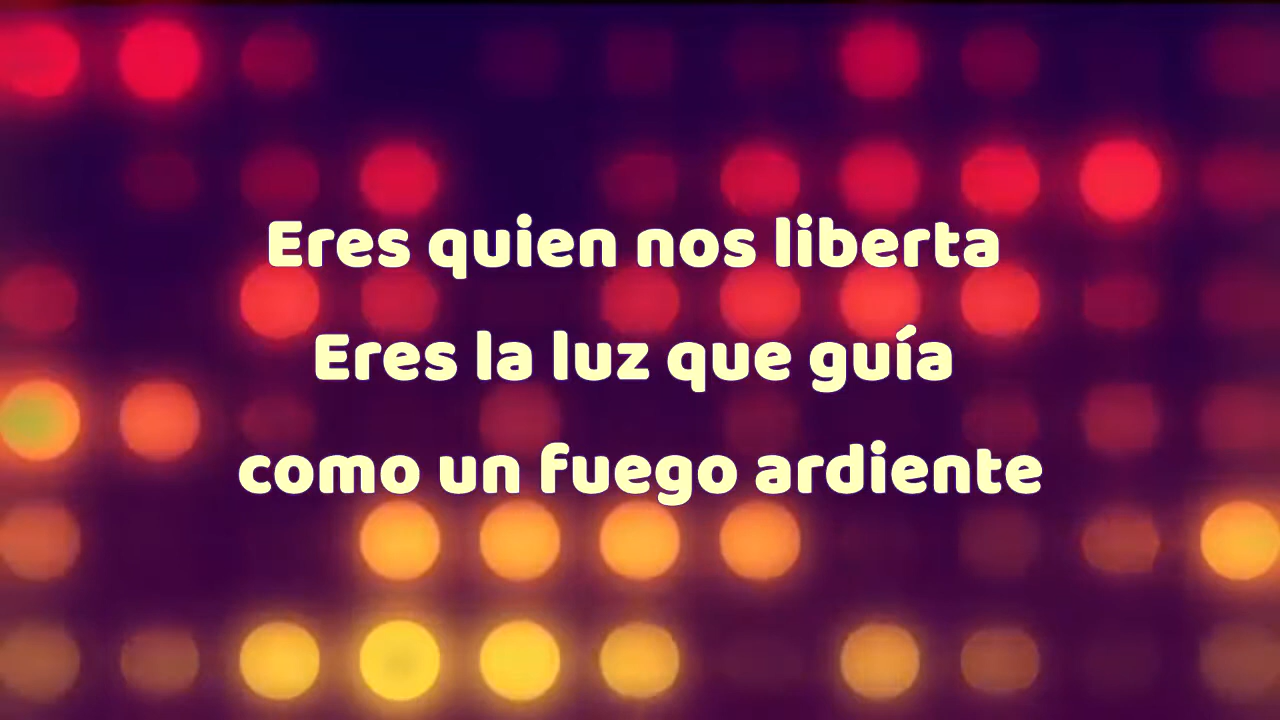 Eres quien nos liberta
Eres la luz que guía
como un fuego ardiente